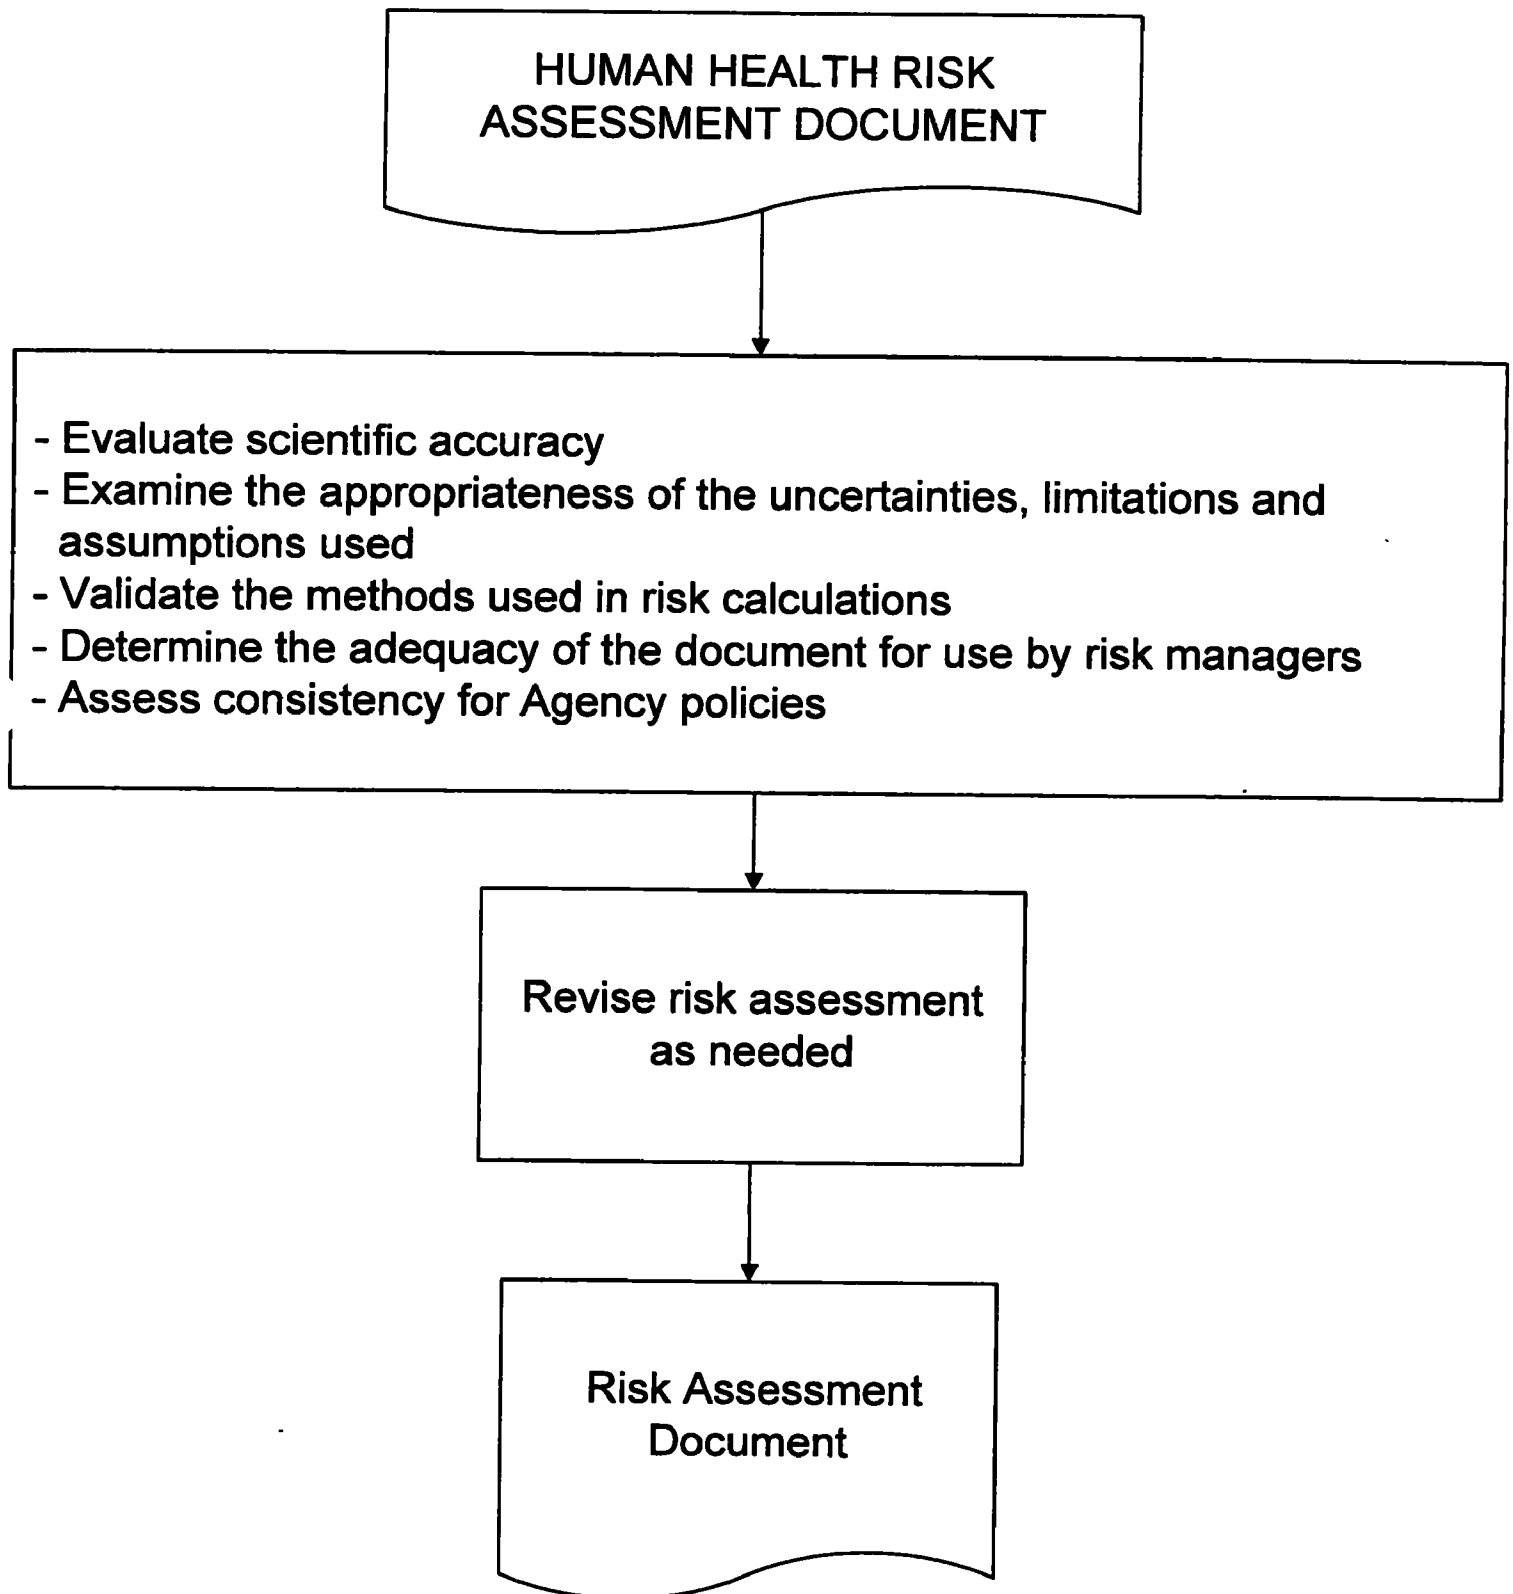 HUMAN HEALTH RISK
ASSESSMENT DOCUMENT
- Evaluate scientific accuracy
- Examine the appropriateness of the uncertainties, limitations and
assumptions used
- Validate the methods used in risk calculations
- Determine the adequacy of the document for use by risk managers
- Assess consistency for Agency policies
Revise risk assessment
as needed
Risk Assessment
Document